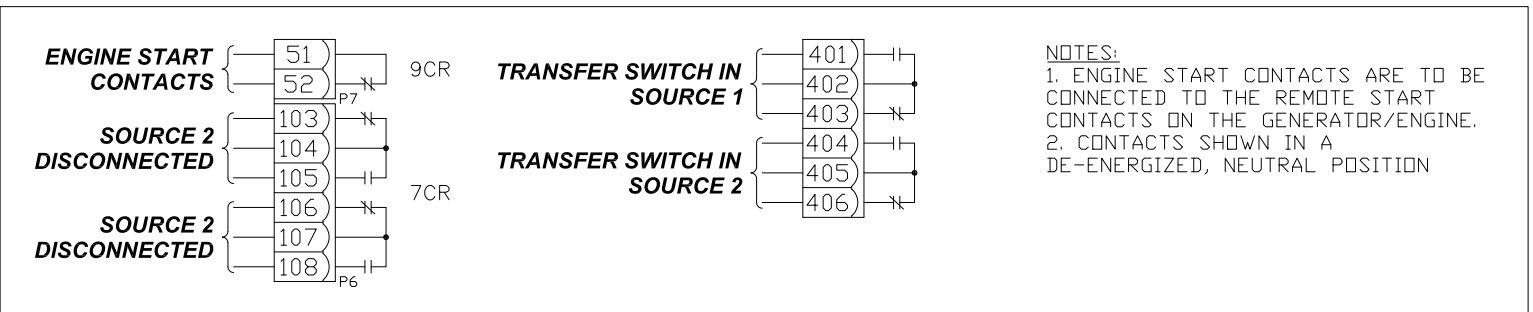 ENGINE START
CONTACTS
51
52
P7
9CR
SOURCE 2
DISCONNECTED
103
104
105
7CR
SOURCE 2
DISCONNECTED
106
107
108
P6
TRANSFER SWITCH IN
SOURCE 1
401
402
403
TRANSFER SWITCH IN
SOURCE 2
404
405
406
NOTES:
1. ENGINE START CONTACTS ARE TO BE
CONNECTED TO THE REMOTE START
CONTACTS ON THE GENERATOR/ENGINE.
2. CONTACTS SHOWN IN A
DE-ENERGIZED, NEUTRAL POSITION